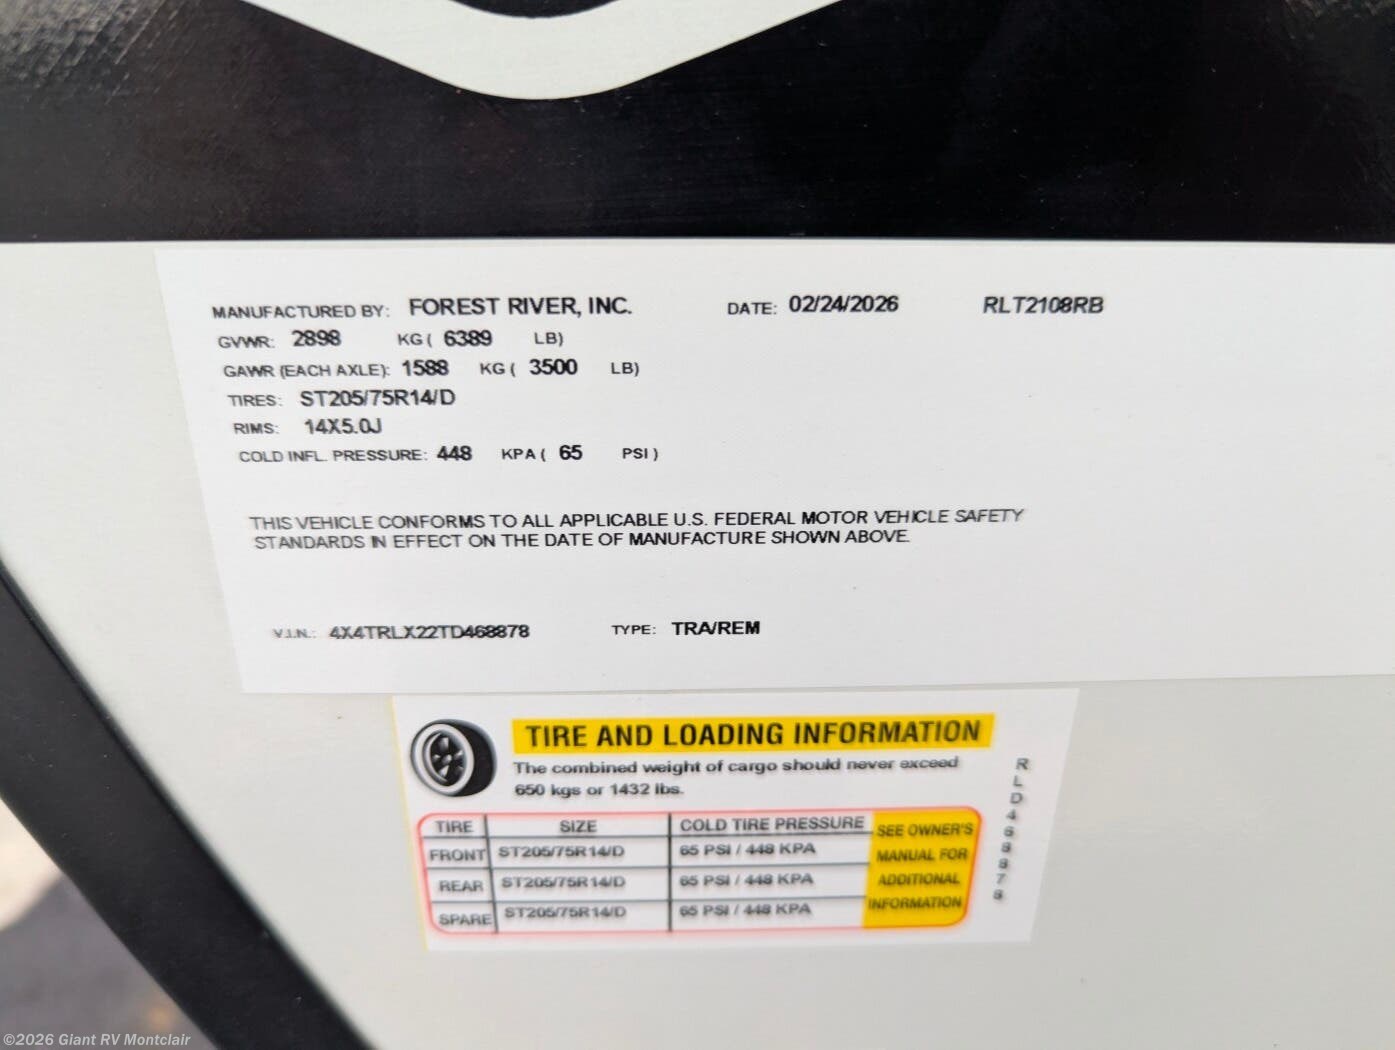 MANUFACTURED BY: FOREST RIVER, INC. DATE: 02/24/2026 RLT2108RB
GVWR: 2898 KG ( 6389 LB)
GAWR (EACH AXLE): 1588 KG ( 3500 LB)
TIRES: ST205/75R14/D
RIMS: 14X5.0J
COLD INFL. PRESSURE: 448 KPA ( 65 PSI )
THIS VEHICLE CONFORMS TO ALL APPLICABLE U.S. FEDERAL MOTOR VEHICLE SAFETY
STANDARDS IN EFFECT ON THE DATE OF MANUFACTURE SHOWN ABOVE.
V.I.N.: 4X4TRLX22TD468878 TYPE: TRA/REM
TIRE AND LOADING INFORMATION
The combined weight of cargo should never exceed
650 kgs or 1432 lbs.
TIRE SIZE COLD TIRE PRESSURE
FRONT ST205/75R14/D 65 PSI / 448 KPA
REAR ST205/75R14/D 65 PSI / 448 KPA
SPARE ST205/75R14/D 65 PSI / 448 KPA
SEE OWNER'S
MANUAL FOR
ADDITIONAL
INFORMATION
RLD468878
©2026 Giant RV Montclair